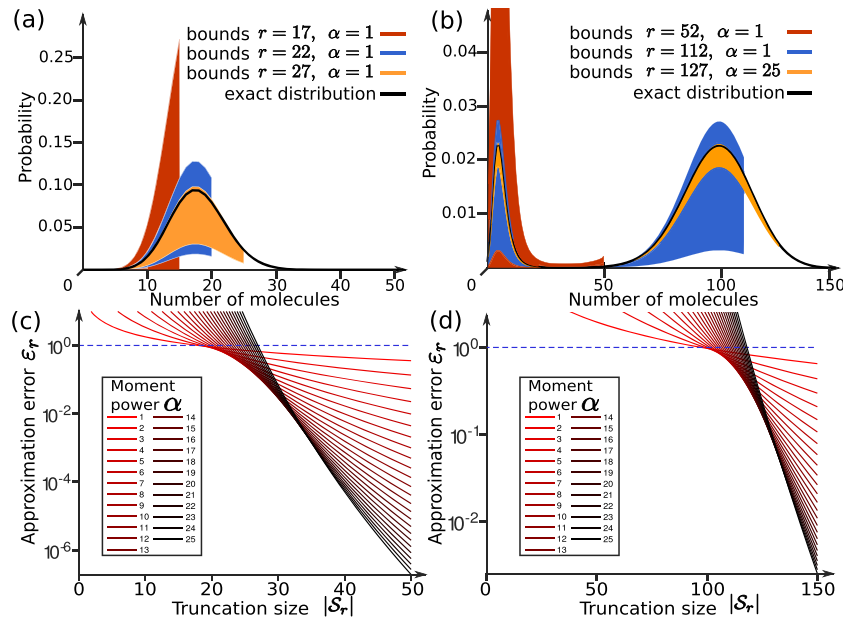 (a)
bounds r = 17, α = 1
bounds r = 22, α = 1
bounds r = 27, α = 1
exact distribution
Probability
0.25
0.20
0.15
0.10
0.05
0
10
20
30
40
50
Number of molecules
(b)
bounds r = 52, α = 1
bounds r = 112, α = 1
bounds r = 127, α = 25
exact distribution
Probability
0.04
0.03
0.02
0.01
0
50
100
150
Number of molecules
(c)
Approximation error εr
10^0
10^-2
10^-4
10^-6
Moment
power α
1 14
2 15
3 16
4 17
5 18
6 19
7 20
8 21
9 22
10 23
11 24
12 25
13
0
10
20
30
40
50
Truncation size |Sr|
(d)
Approximation error εr
10^0
10^-1
10^-2
Moment
power α
1 14
2 15
3 16
4 17
5 18
6 19
7 20
8 21
9 22
10 23
11 24
12 25
13
0
50
100
150
Truncation size |Sr|